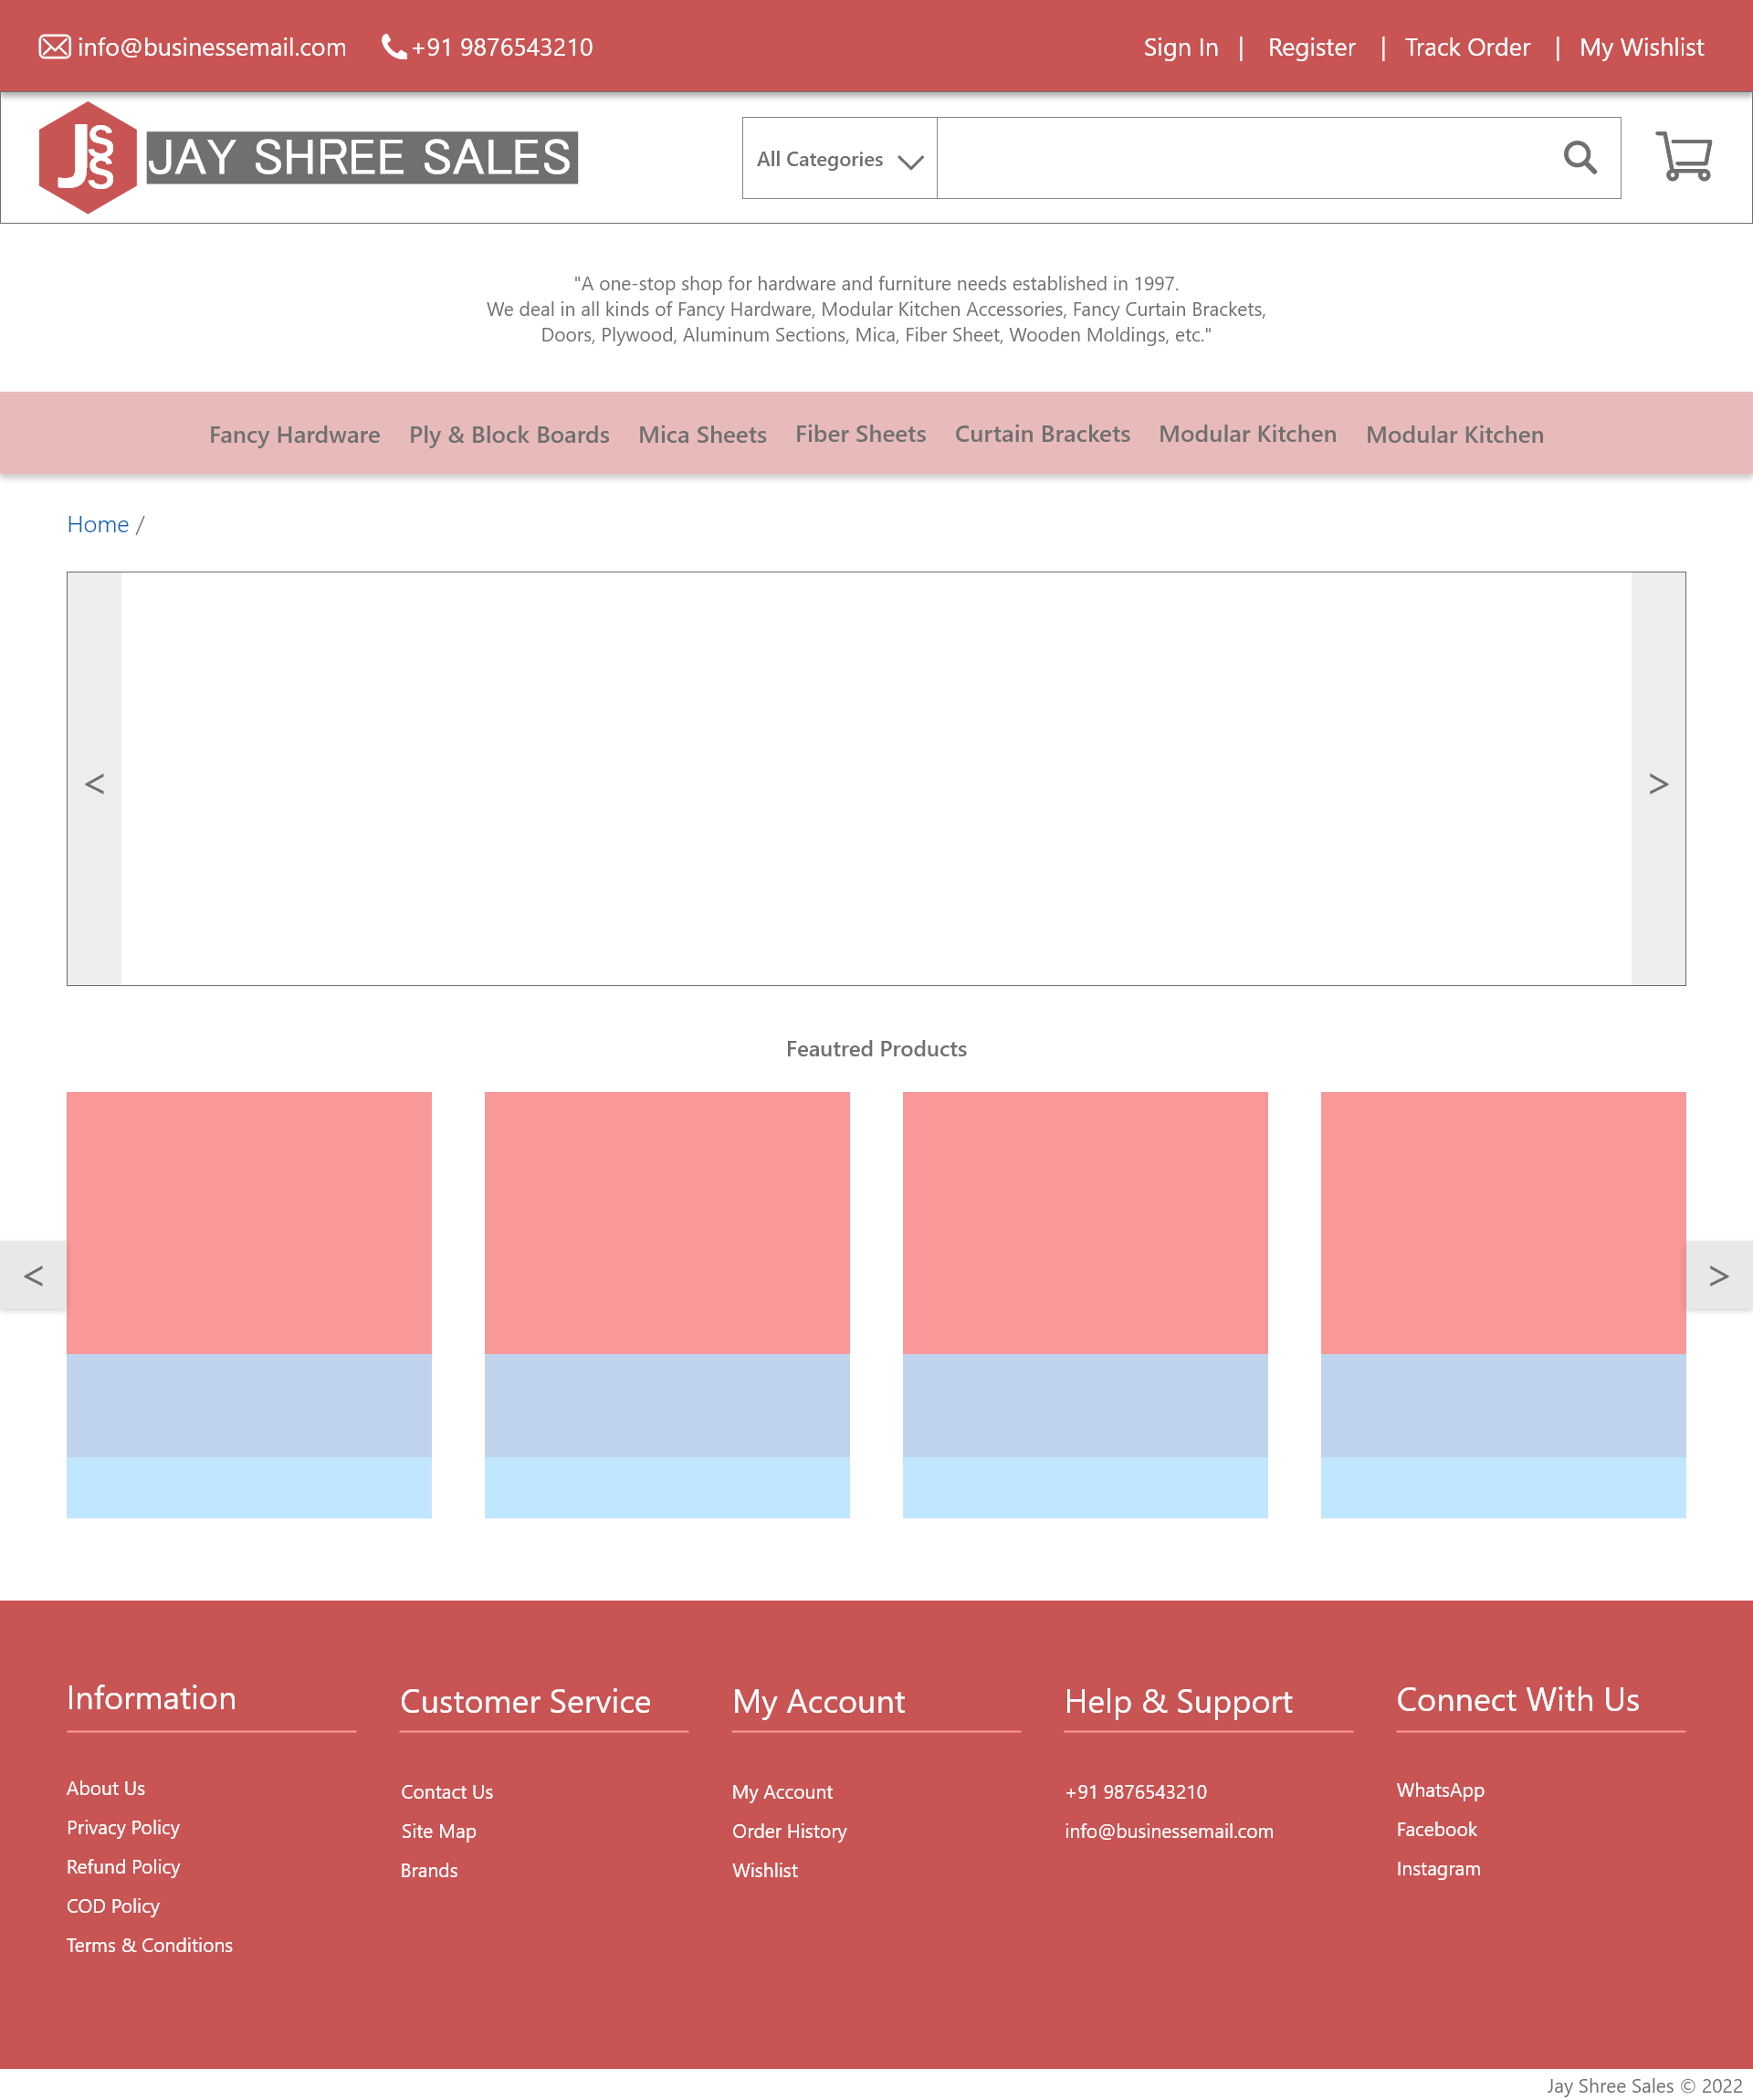 info@businessemail.com +91 9876543210 Sign In | Register | Track Order | My Wishlist
JSS JAY SHREE SALES All Categories
"A one-stop shop for hardware and furniture needs established in 1997.
We deal in all kinds of Fancy Hardware, Modular Kitchen Accessories, Fancy Curtain Brackets,
Doors, Plywood, Aluminum Sections, Mica, Fiber Sheet, Wooden Moldings, etc."
Fancy Hardware Ply & Block Boards Mica Sheets Fiber Sheets Curtain Brackets Modular Kitchen Modular Kitchen
Home /
< >
Feautred Products
< >
Information
About Us
Privacy Policy
Refund Policy
COD Policy
Terms & Conditions
Customer Service
Contact Us
Site Map
Brands
My Account
My Account
Order History
Wishlist
Help & Support
+91 9876543210
info@businessemail.com
Connect With Us
WhatsApp
Facebook
Instagram
Jay Shree Sales © 2022